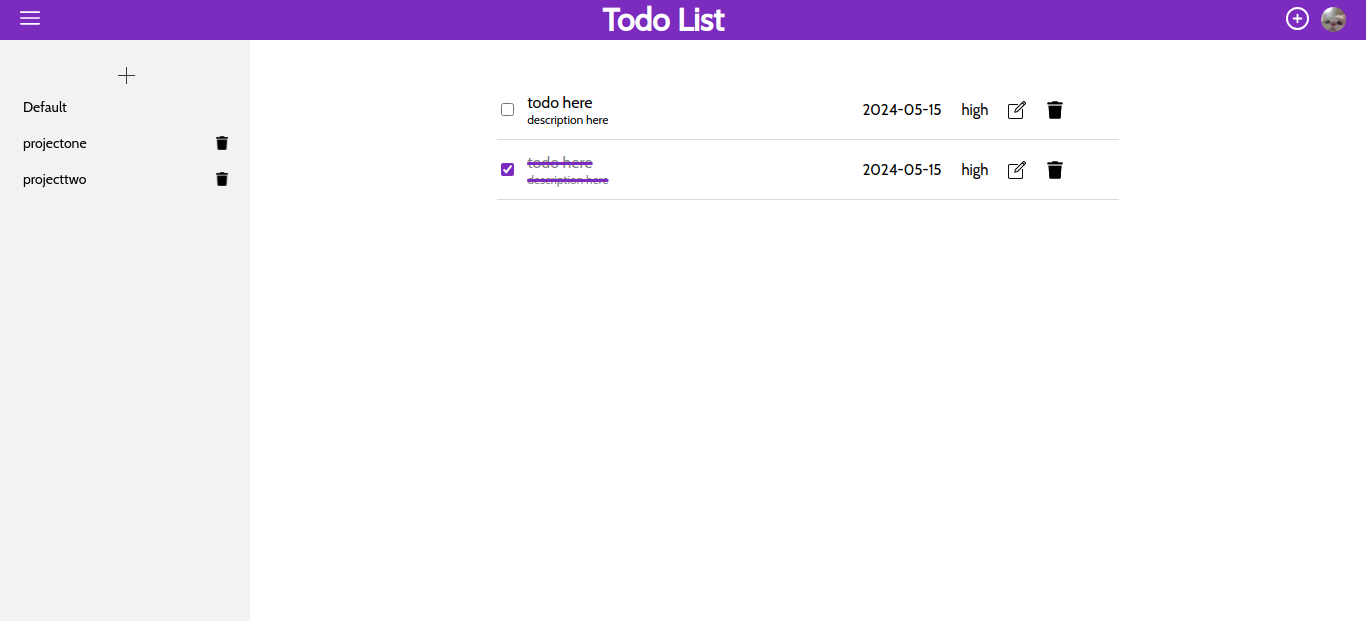 Todo List
Default
projectone
projecttwo
todo here
description here
2024-05-15 high
todo here
description here
2024-05-15 high